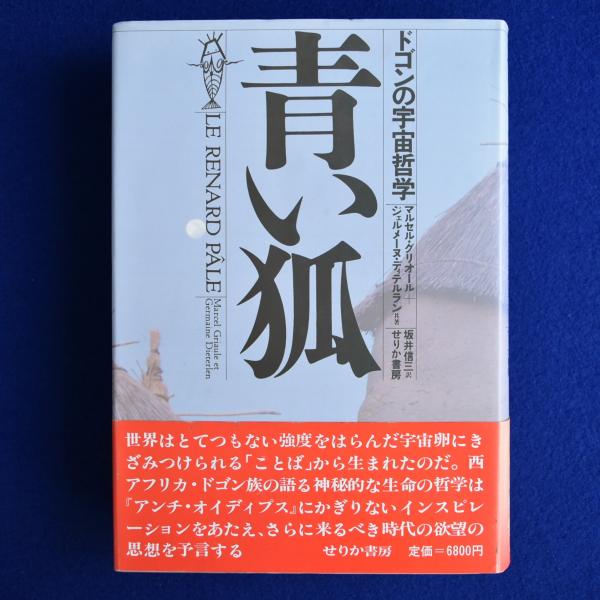 ドゴンの宇宙哲学
マルセル・グリオール+
ジェルメーヌ・ディテルラン 共著
坂井信三 訳
せりか書房
青い狐
LE RENARD PÂLE
Marcel Griaule et
Germaine Dieterlen
世界はとてつもない強度をはらんだ宇宙卵にき
ざみつけられる「ことば」から生まれたのだ。西
アフリカ・ドゴン族の語る神秘的な生命の哲学は
『アンチ・オイディプス』にかぎりないインスピレ
ーションをあたえ、さらに来るべき時代の欲望の
思想を予言する
せりか書房 定価=6800円